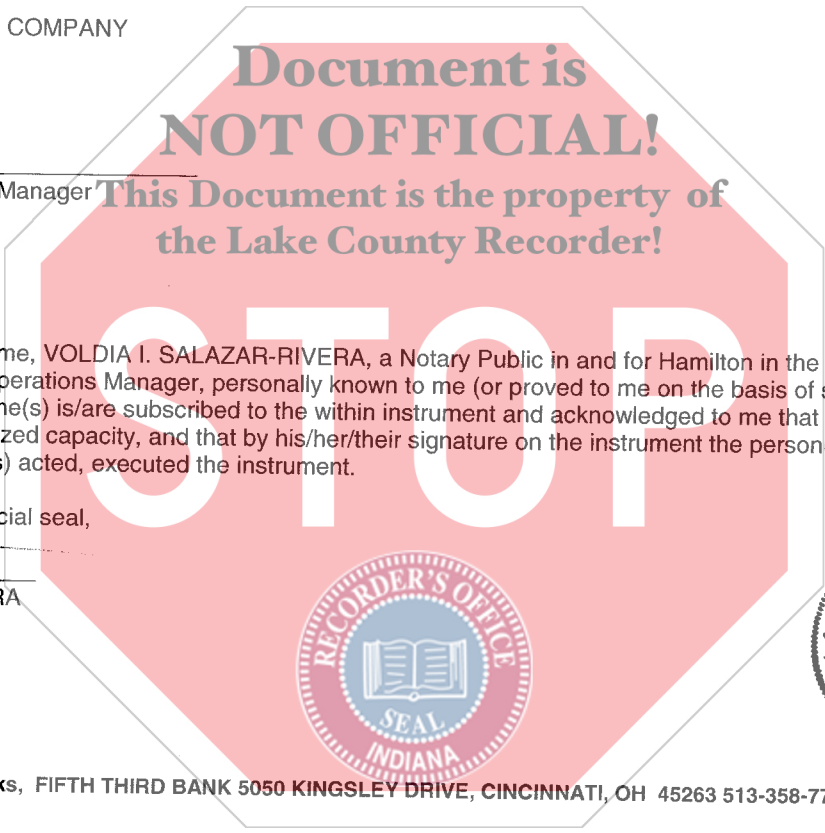 COMPANY
Document is
NOT OFFICIAL!
Manager
This Document is the property of
the Lake County Recorder!
STOP
me, VOLDIA I. SALAZAR-RIVERA, a Notary Public in and for Hamilton in the
perations Manager, personally known to me (or proved to me on the basis of s
ne(s) is/are subscribed to the within instrument and acknowledged to me that
zed capacity, and that by his/her/their signature on the instrument the person
s) acted, executed the instrument.
cial seal,
RA
RECORDER'S OFFICE
SEAL
INDIANA
ks, FIFTH THIRD BANK 5050 KINGSLEY DRIVE, CINCINNATI, OH 45263 513-358-77